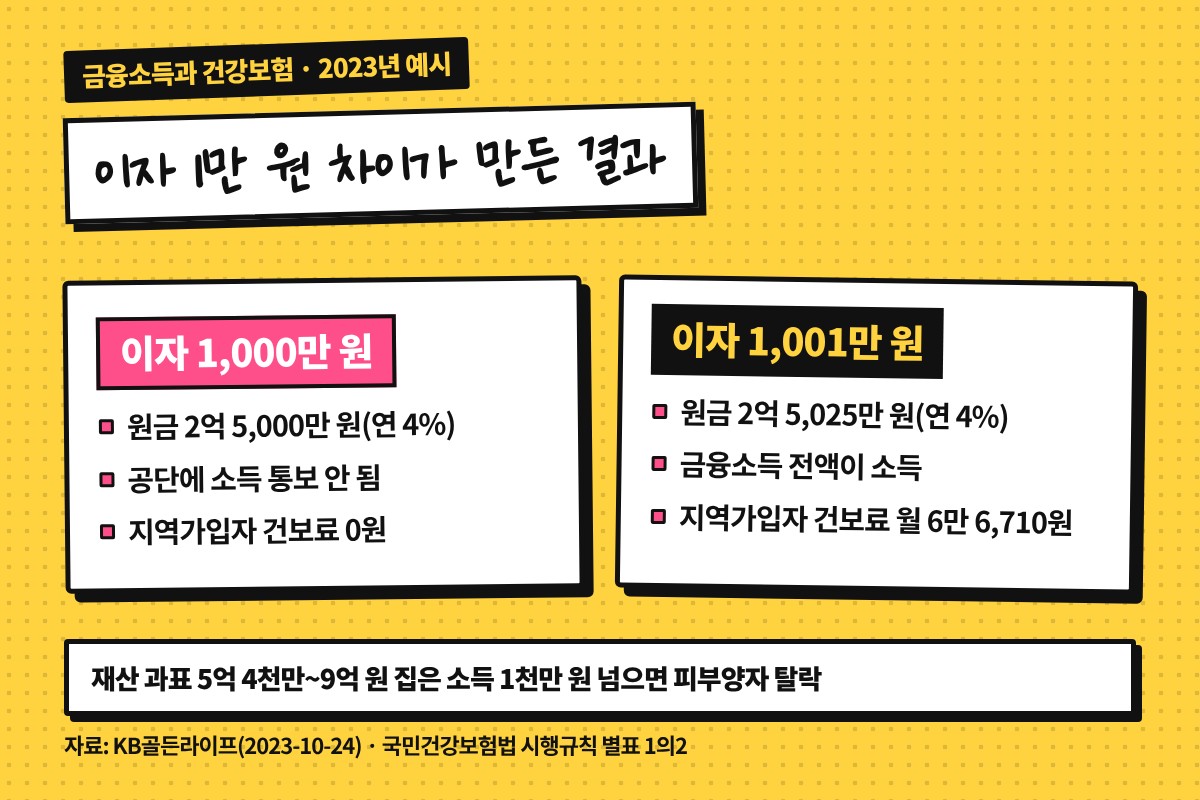 금융소득과 건강보험 · 2023년 예시
이자 1만 원 차이가 만든 결과
이자 1,000만 원
원금 2억 5,000만 원(연 4%)
공단에 소득 통보 안 됨
지역가입자 건보료 0원
이자 1,001만 원
원금 2억 5,025만 원(연 4%)
금융소득 전액이 소득
지역가입자 건보료 월 6만 6,710원
재산 과표 5억 4천만~9억 원 집은 소득 1천만 원 넘으면 피부양자 탈락
자료: KB골든라이프(2023-10-24) · 국민건강보험법 시행규칙 별표 1의2